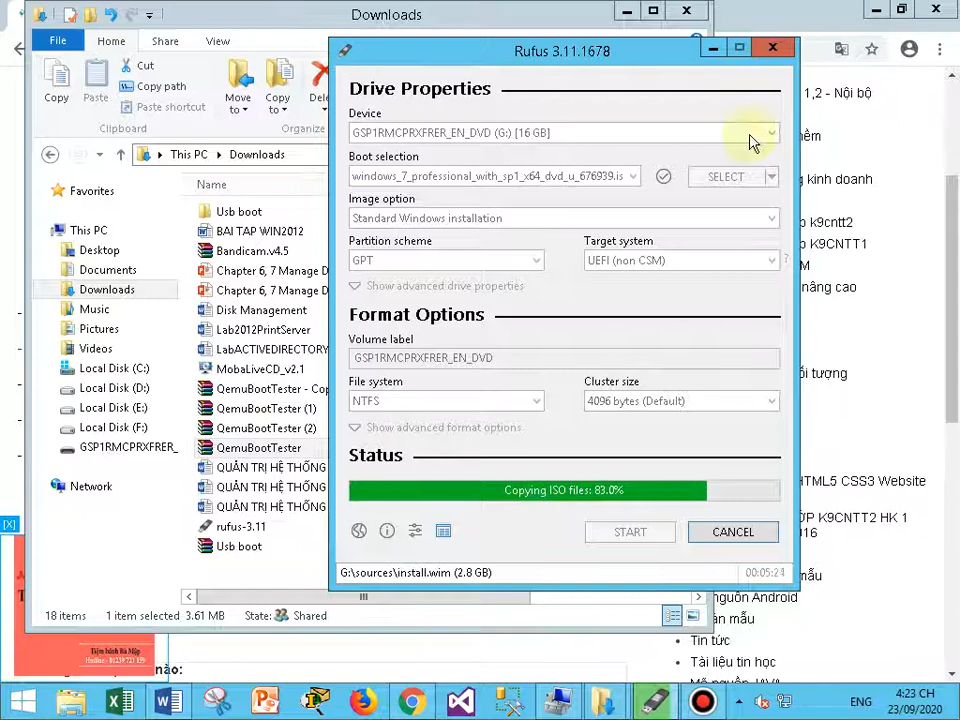 Downloads
File
Home
Share
View
Copy
Paste
Cut
Copy path
Paste shortcut
Move to
Copy to
Clipboard
Organize
This PC
Downloads
Favorites
This PC
Desktop
Documents
Downloads
Music
Pictures
Videos
Local Disk (C:)
Local Disk (D:)
Local Disk (E:)
Local Disk (F:)
GSP1RMCPRXFRER_
Network
Name
Usb boot
BAI TAP WIN2012
Bandicam.v4.5
Chapter 6, 7 Manage D
Chapter 6, 7 Manage D
Disk Management
Lab2012PrintServer
LabACTIVEDIRECTORY
MobaLiveCD_v2.1
QemuBootTester - Cop
QemuBootTester (1)
QemuBootTester (2)
QemuBootTester
QUẢN TRỊ HỆ THỐNG
QUẢN TRỊ HỆ THỐNG
QUẢN TRỊ HỆ THỐNG
rufus-3.11
Usb boot
18 items
1 item selected 3.61 MB
State:
Shared
Rufus 3.11.1678
Drive Properties
Device
GSP1RMCPRXFRER_EN_DVD (G:) [16 GB]
Boot selection
windows_7_professional_with_sp1_x64_dvd_u_676939.is
SELECT
Image option
Standard Windows installation
Partition scheme
Target system
GPT
UEFI (non CSM)
?
Show advanced drive properties
Format Options
Volume label
GSP1RMCPRXFRER_EN_DVD
File system
Cluster size
NTFS
4096 bytes (Default)
Show advanced format options
Status
Copying ISO files: 83.0%
START
CANCEL
G:\sources\install.wim (2.8 GB)
00:05:24
1,2 - Nội bộ
kinh doanh
k9cntt2
K9CNTT1
nâng cao
đối tượng
HTML5 CSS3 Website
K9CNTT2 HK 1
mẫu
nguồn Android
mẫu
Tin tức
Tài liệu tin học
[X]
Tiệm bánh Bà Mập
nào:
ENG
4:23 CH
23/09/2020